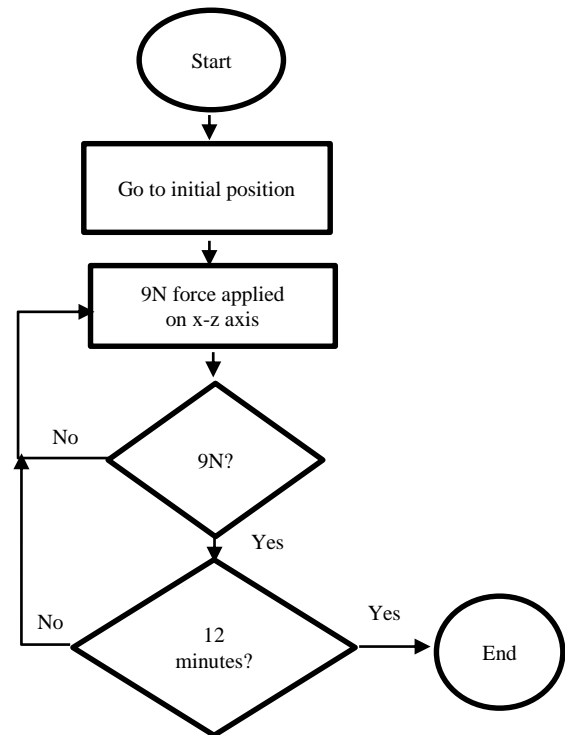 Start
Go to initial position
9N force applied
on x-z axis
No
9N?
Yes
No
12
minutes?
Yes
End